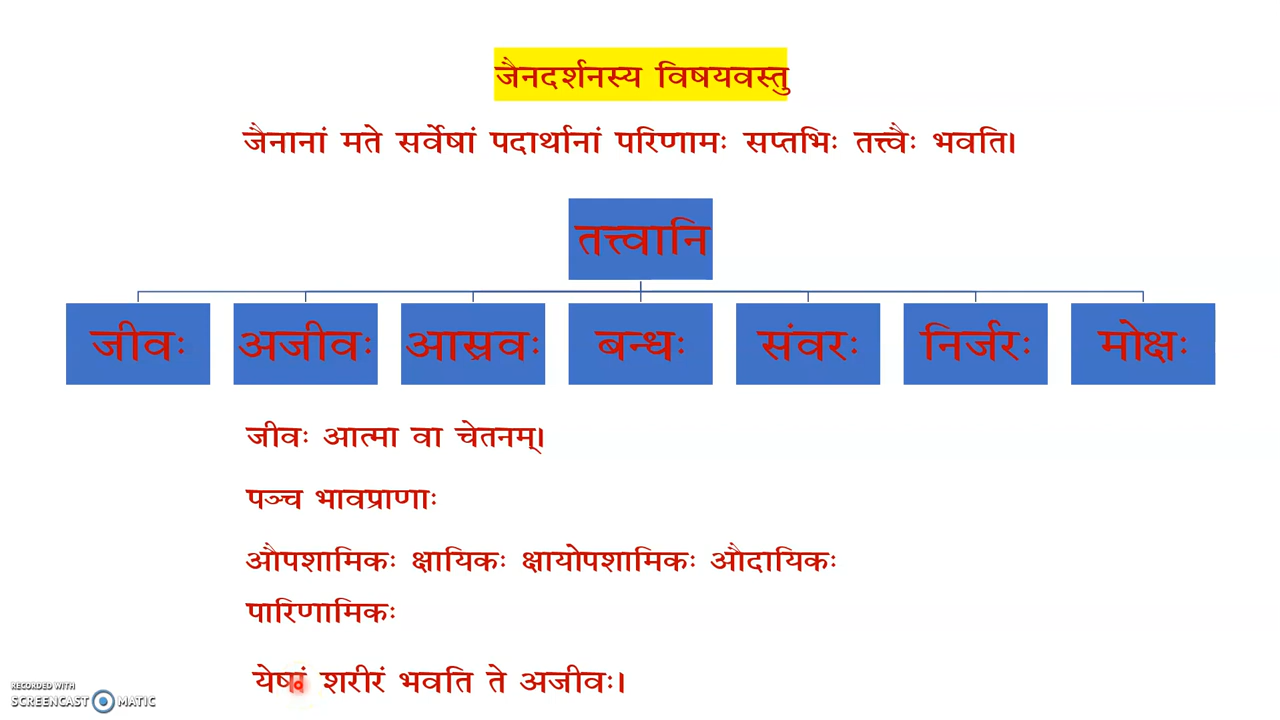 जैनदर्शनस्य विषयवस्तु
जैनानां मते सर्वेषां पदार्थानां परिणामः सप्तभिः तत्त्वैः भवति।
तत्त्वानि
जीवः अजीवः आस्रवः बन्धः संवरः निर्जरः मोक्षः
जीवः आत्मा वा चेतनम्।
पञ्च भावप्राणाः
औपशामिकः क्षायिकः क्षायोपशामिकः औदायिकः
पारिणामिकः
येषां शरीरं भवति ते अजीवः।
RECORDED WITH
SCREENCAST MATIC